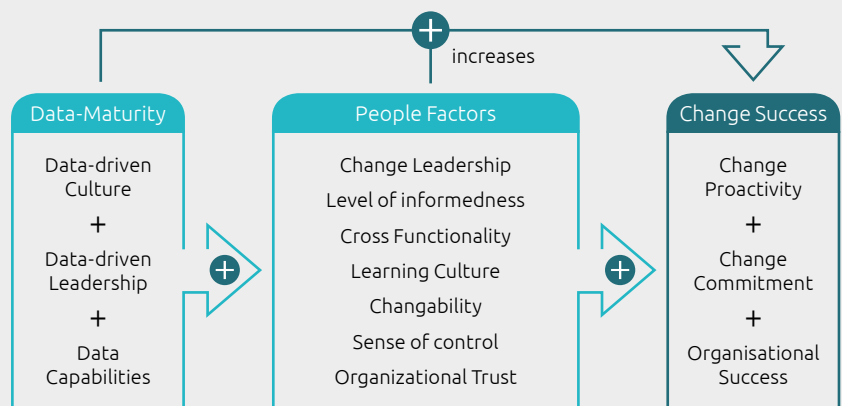 increases
Data-Maturity
Data-driven
Culture
+
Data-driven
Leadership
+
Data
Capabilities
People Factors
Change Leadership
Level of informedness
Cross Functionality
Learning Culture
Changability
Sense of control
Organizational Trust
Change Success
Change
Proactivity
+
Change
Commitment
+
Organisational
Success